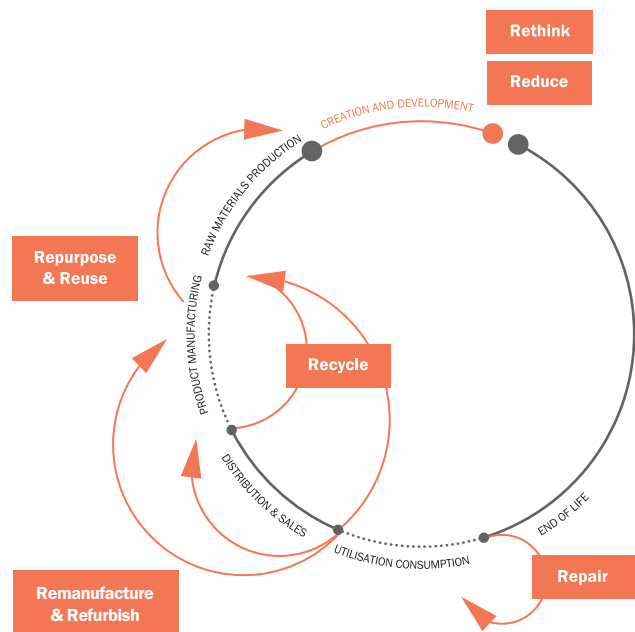 Rethink
Reduce
CREATION AND DEVELOPMENT
RAW MATERIALS PRODUCTION
Repurpose
& Reuse
PRODUCT MANUFACTURING
Recycle
DISTRIBUTION & SALES
UTILISATION CONSUMPTION
END OF LIFE
Repair
Remanufacture
& Refurbish